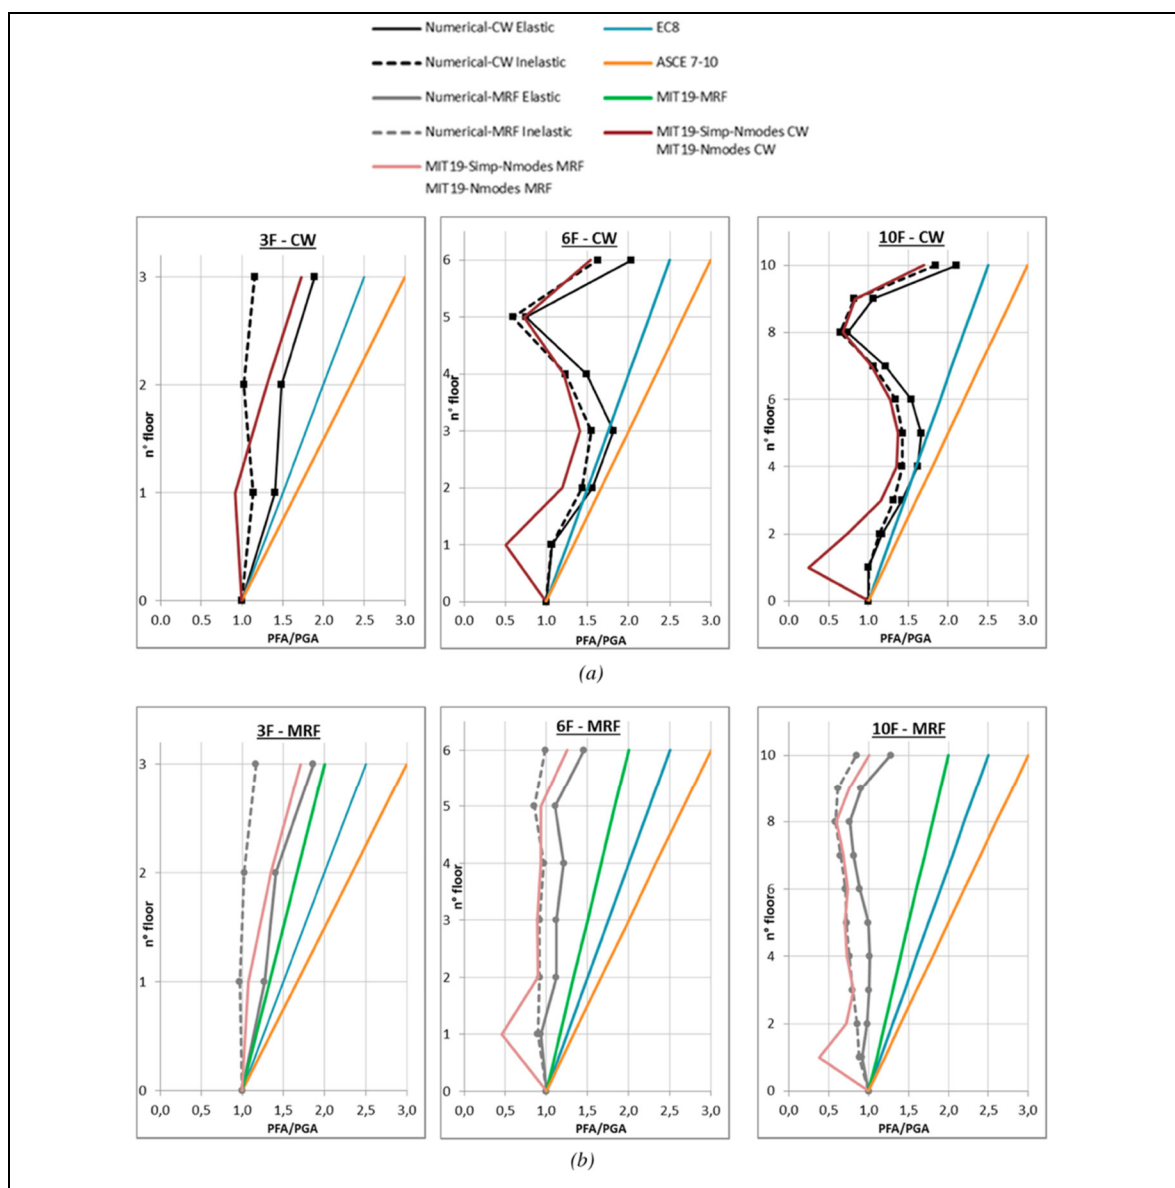 Numerical-CW Elastic
EC8
Numerical-CW Inelastic
ASCE 7-10
Numerical-MRF Elastic
MIT19-MRF
Numerical-MRF Inelastic
MIT19-Simp-Nmodes CW
MIT19-Nmodes CW
MIT19-Simp-Nmodes MRF
MIT19-Nmodes MRF
3F - CW
3
2
1
0
n° floor
0.0 0.5 1.0 1.5 2.0 2.5 3.0
PFA/PGA
6F - CW
6
5
4
3
2
1
0
n° floor
0.0 0.5 1.0 1.5 2.0 2.5 3.0
PFA/PGA
10F - CW
10
8
6
4
2
0
n° floor
0.0 0.5 1.0 1.5 2.0 2.5 3.0
PFA/PGA
(a)
3F - MRF
3
2
1
0
n° floor
0,0 0,5 1,0 1,5 2,0 2,5 3,0
PFA/PGA
6F - MRF
6
5
4
3
2
1
0
n° floor
0,0 0,5 1,0 1,5 2,0 2,5 3,0
PFA/PGA
10F - MRF
10
8
6
4
2
0
n° floor
0,0 0,5 1,0 1,5 2,0 2,5 3,0
PFA/PGA
(b)